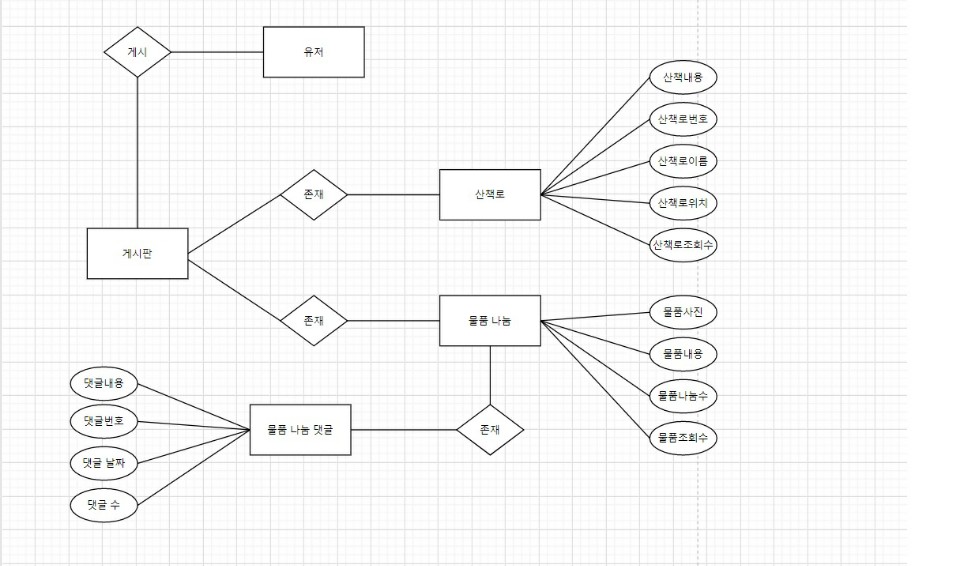 게시
유저
산책내용
산책로번호
산책로이름
존재
산책로
산책로위치
산책로조회수
게시판
존재
물품 나눔
물품사진
물품내용
물품나눔수
물품조회수
댓글내용
댓글번호
댓글 날짜
댓글 수
물품 나눔 댓글
존재